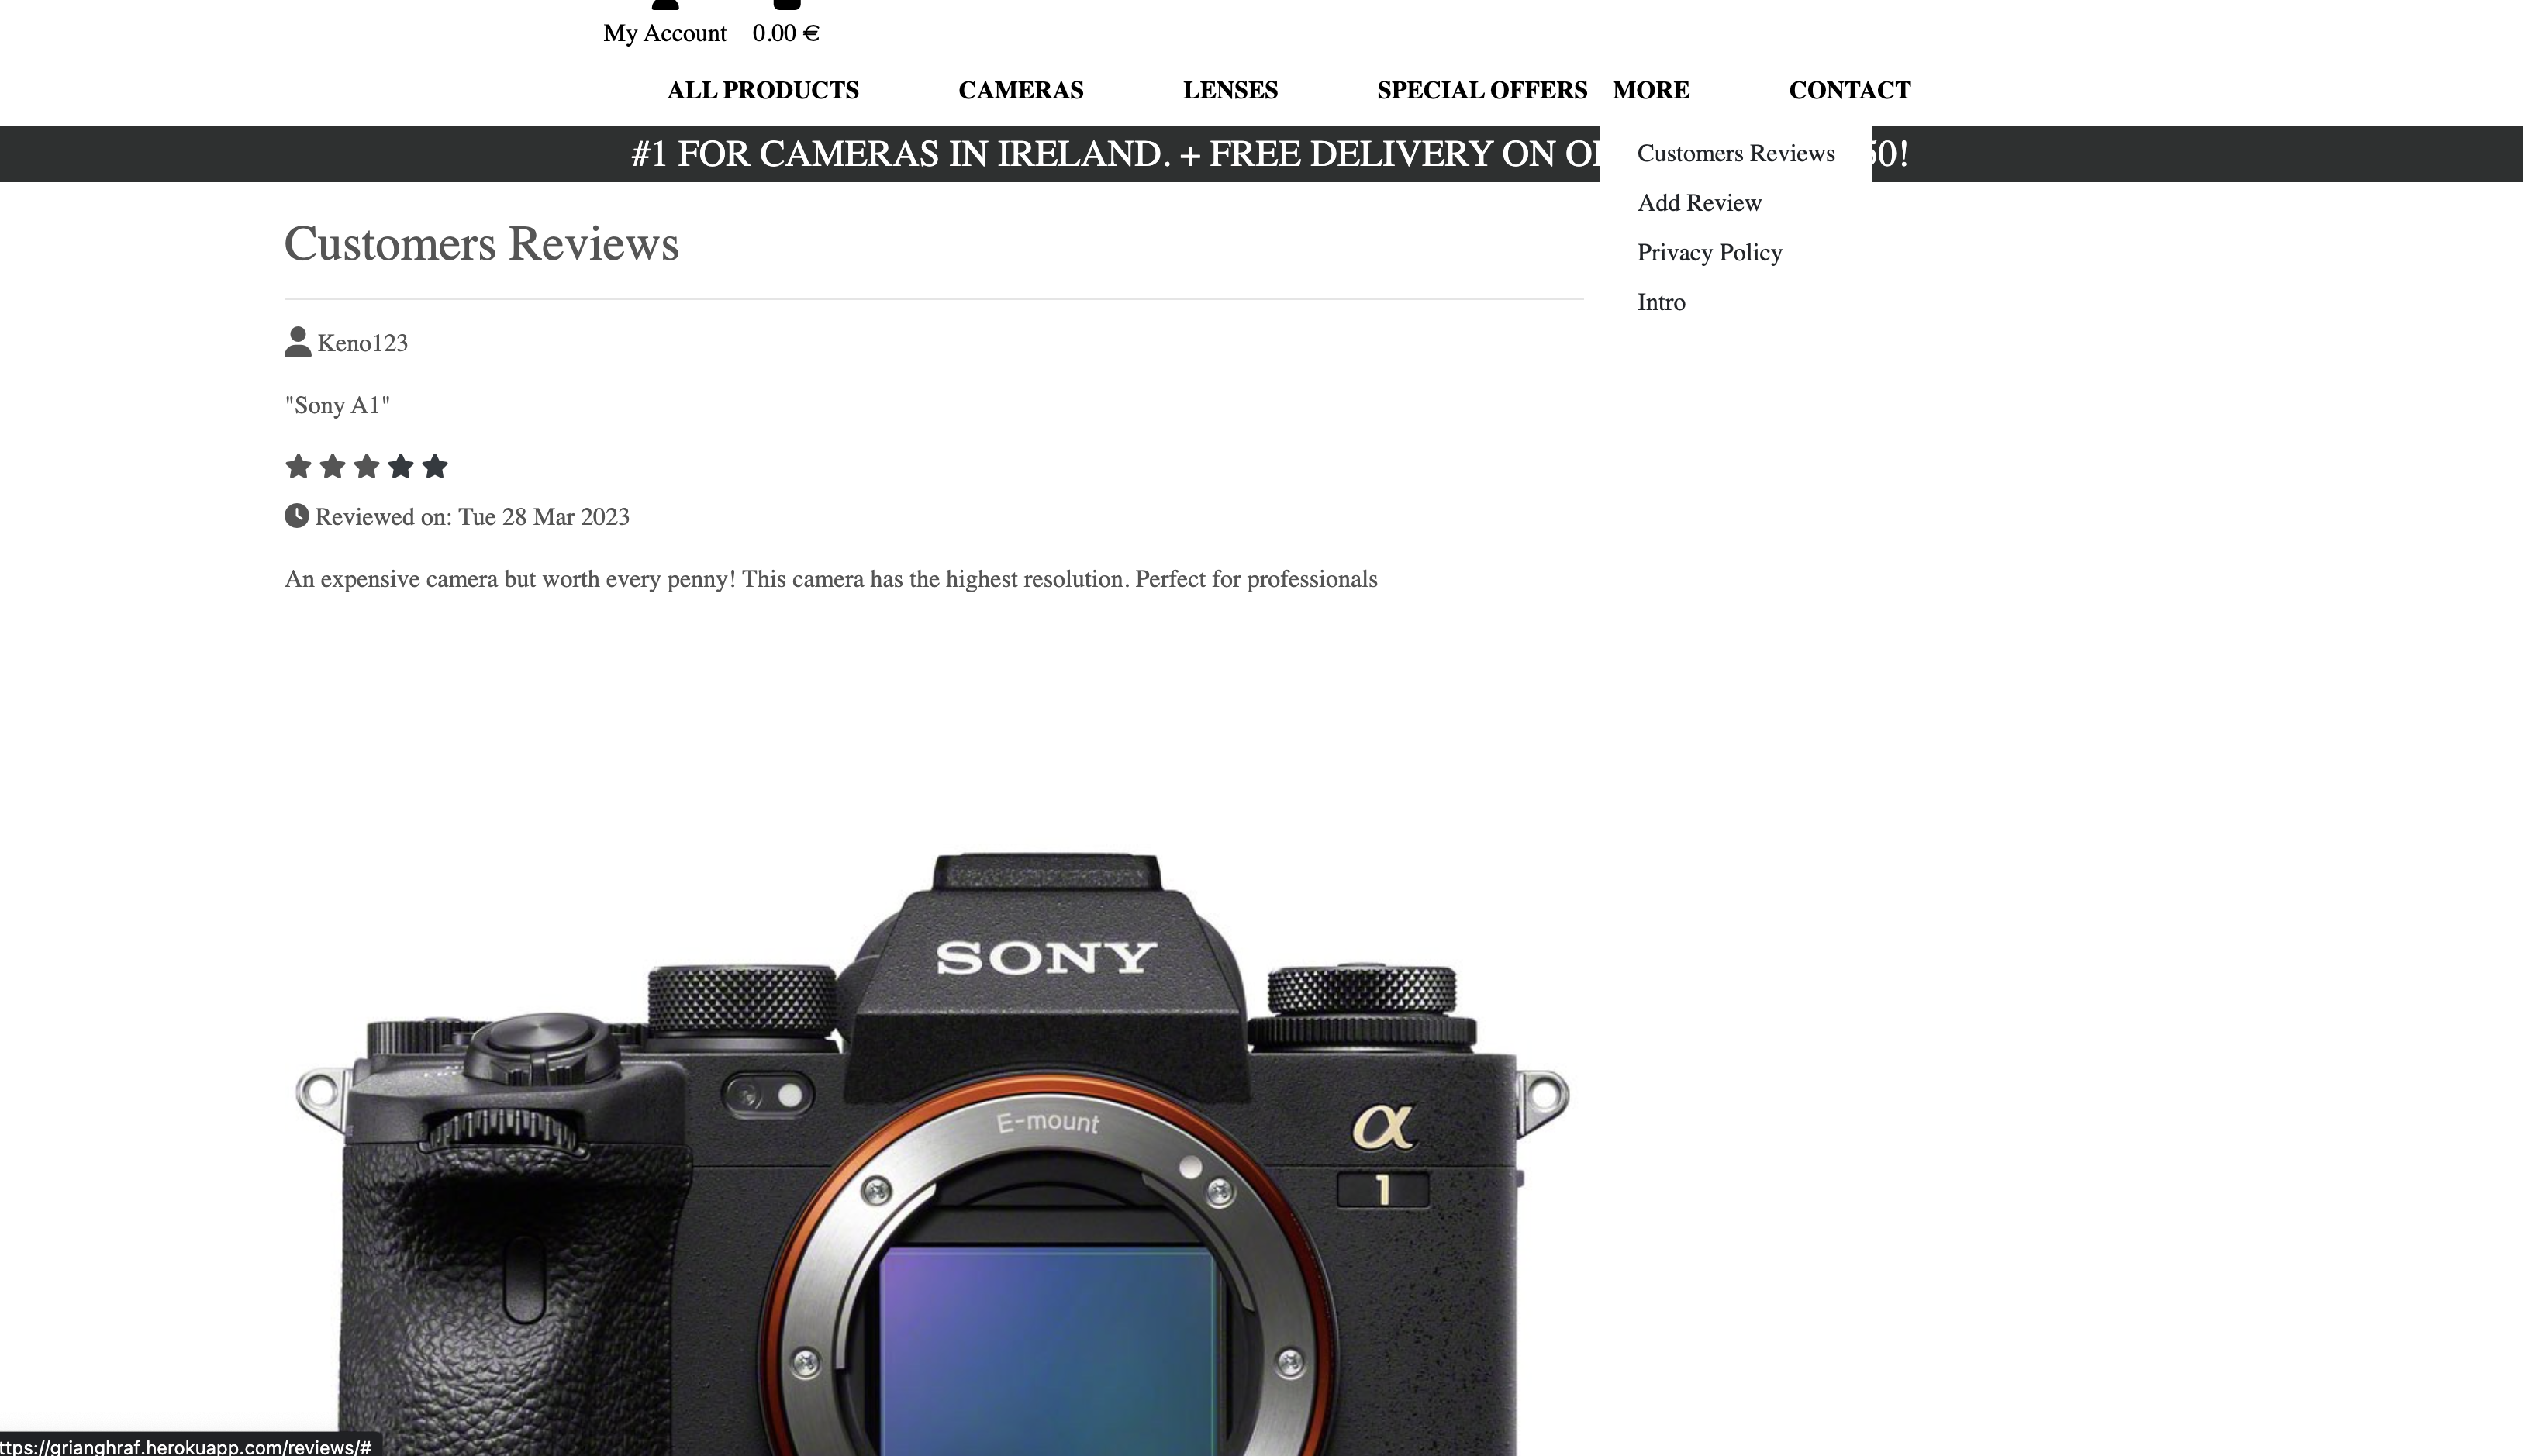 My Account 0.00 €
ALL PRODUCTS CAMERAS LENSES SPECIAL OFFERS MORE CONTACT
#1 FOR CAMERAS IN IRELAND. + FREE DELIVERY ON 50!
Customers Reviews
Add Review
Privacy Policy
Intro
Customers Reviews
Keno123
"Sony A1"
Reviewed on: Tue 28 Mar 2023
An expensive camera but worth every penny! This camera has the highest resolution. Perfect for professionals
SONY
E-mount
α
1
ttps://grianghraf.herokuapp.com/reviews/#